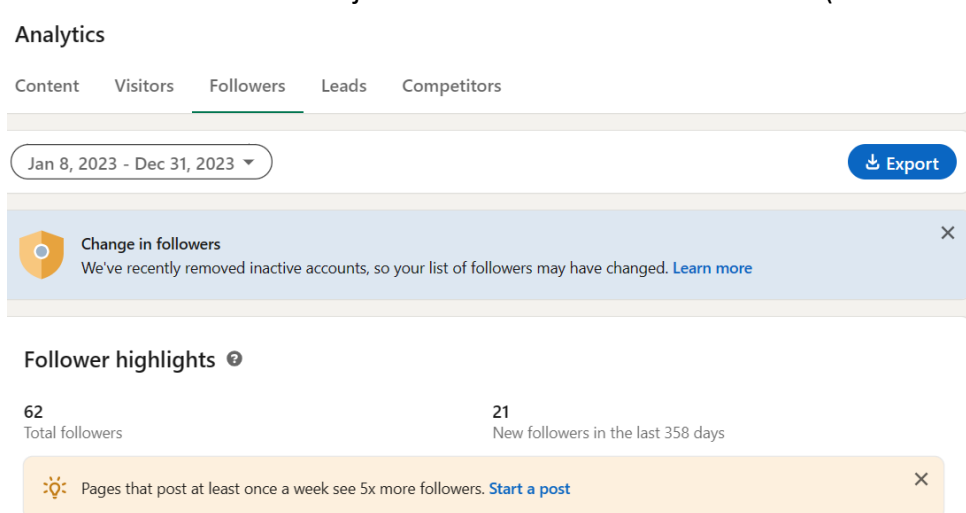 Analytics
Content Visitors Followers Leads Competitors
Jan 8, 2023 - Dec 31, 2023
Export
Change in followers
We've recently removed inactive accounts, so your list of followers may have changed. Learn more
Follower highlights
62
Total followers
21
New followers in the last 358 days
Pages that post at least once a week see 5x more followers. Start a post